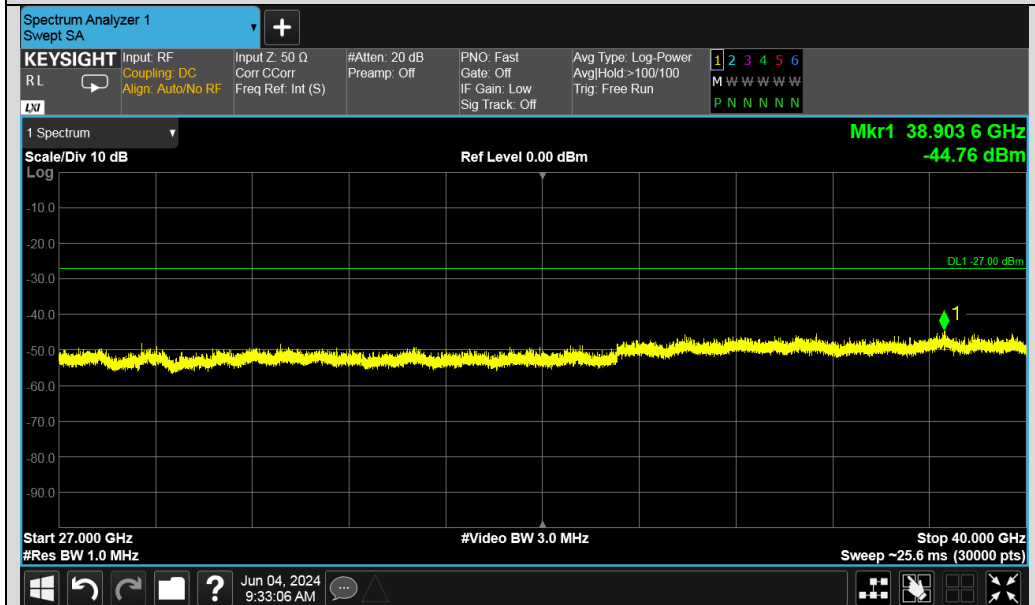 Spectrum Analyzer 1
Swept SA
+
KEYSIGHT
R L
LXI
Input: RF
Coupling: DC
Align: Auto/No RF
Input Z: 50 Ω
Corr CCorr
Freq Ref: Int (S)
#Atten: 20 dB
Preamp: Off
PNO: Fast
Gate: Off
IF Gain: Low
Sig Track: Off
Avg Type: Log-Power
Avg|Hold:>100/100
Trig: Free Run
1 2 3 4 5 6
M W W W W W
P N N N N N
1 Spectrum
Mkr1 38.903 6 GHz
Scale/Div 10 dB
Ref Level 0.00 dBm
-44.76 dBm
Log
-10.0
-20.0
DL1 -27.00 dBm
-30.0
-40.0
1
-50.0
-60.0
-70.0
-80.0
-90.0
Start 27.000 GHz
#Video BW 3.0 MHz
Stop 40.000 GHz
#Res BW 1.0 MHz
Sweep ~25.6 ms (30000 pts)
?
Jun 04, 2024
9:33:06 AM